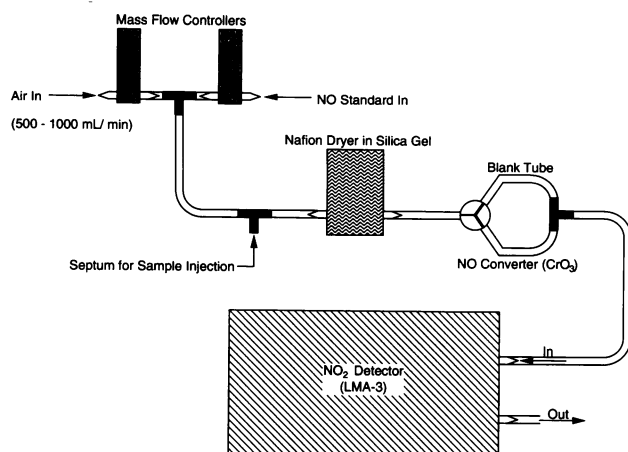 Mass Flow Controllers
Air In
NO Standard In
(500 - 1000 mL/ min)
Nafion Dryer in Silica Gel
Blank Tube
Septum for Sample Injection
NO Converter (CrO₃)
In
NO₂ Detector
(LMA-3)
Out